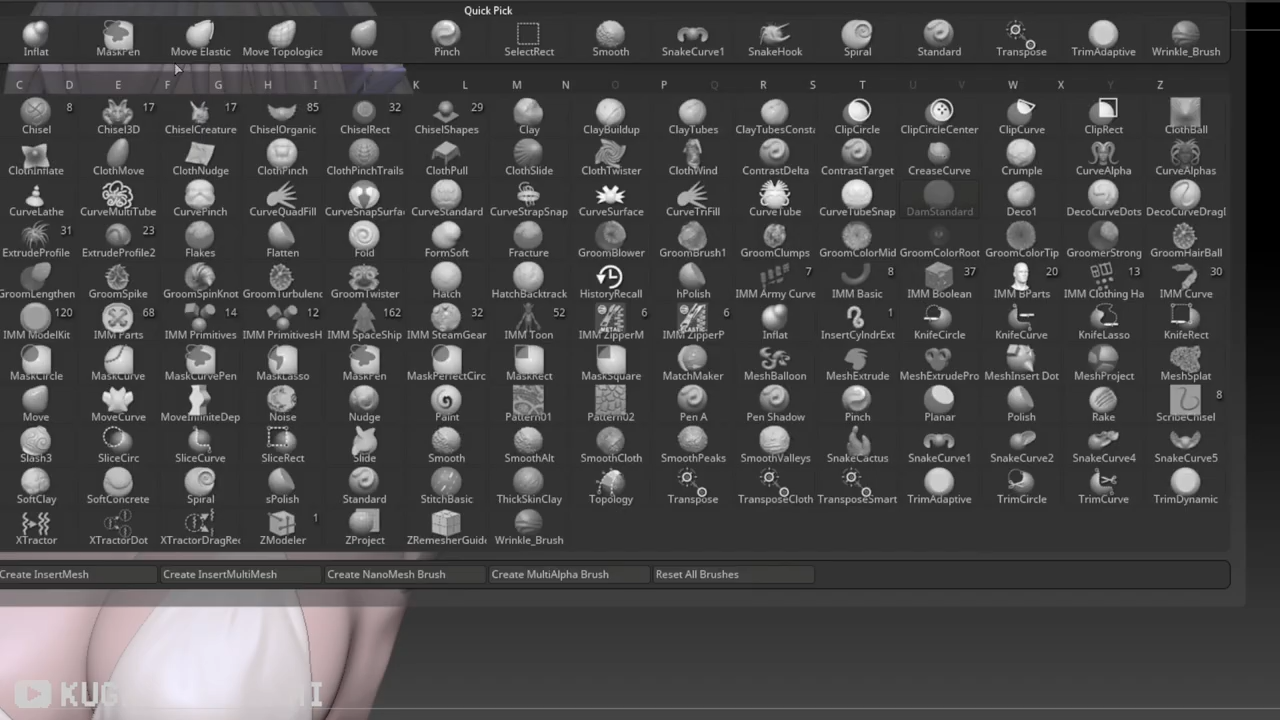 Quick Pick
Inflat MaskPen Move Elastic Move Topologica Move Pinch SelectRect Smooth SnakeCurve1 SnakeHook Spiral Standard Transpose TrimAdaptive Wrinkle_Brush
C D E F G H I K L M N O P Q R S T U V W X Y Z
8 17 17 85 32 29
Chisel Chisel3D ChiselCreature ChiselOrganic ChiselRect ChiselShapes Clay ClayBuildup ClayTubes ClayTubesConsta ClipCircle ClipCircleCenter ClipCurve ClipRect ClothBall
ClothInflate ClothMove ClothNudge ClothPinch ClothPinchTrails ClothPull ClothSlide ClothTwister ClothWind ContrastDelta ContrastTarget CreaseCurve Crumple CurveAlpha CurveAlphas
CurveLathe CurveMultiTube CurvePinch CurveQuadFill CurveSnapSurfa CurveStandard CurveStrapSnap CurveSurface CurveTriFill CurveTube CurveTubeSnap DamStandard Deco1 DecoCurveDots DecoCurveDragl
31 23
ExtrudeProfile ExtrudeProfile2 Flakes Flatten Fold FormSoft Fracture GroomBlower GroomBrush1 GroomClumps GroomColorMid GroomColorRoot GroomColorTip GroomerStrong GroomHairBall
7 8 37 20 13 30
GroomLengthen GroomSpike GroomSpinKnot GroomTurbulenc GroomTwister Hatch HatchBacktrack HistoryRecall hPolish IMM Army Curve IMM Basic IMM Boolean IMM BParts IMM Clothing Ha IMM Curve
120 68 14 12 162 32 52 6 6 1
IMM ModelKit IMM Parts IMM Primitives IMM PrimitivesH IMM SpaceShip IMM SteamGear IMM Toon IMM ZipperM IMM ZipperP Inflat InsertCylndrExt KnifeCircle KnifeCurve KnifeLasso KnifeRect
MaskCircle MaskCurve MaskCurvePen MaskLasso MaskPen MaskPerfectCirc MaskRect MaskSquare MatchMaker MeshBalloon MeshExtrude MeshExtrudePro MeshInsert Dot MeshProject MeshSplat
8
Move MoveCurve MoveInfiniteDep Noise Nudge Paint Pattern01 Pattern02 Pen A Pen Shadow Pinch Planar Polish Rake ScribeChisel
Slash3 SliceCirc SliceCurve SliceRect Slide Smooth SmoothAlt SmoothCloth SmoothPeaks SmoothValleys SnakeCactus SnakeCurve1 SnakeCurve2 SnakeCurve4 SnakeCurve5
SoftClay SoftConcrete Spiral sPolish Standard StitchBasic ThickSkinClay Topology Transpose TransposeCloth TransposeSmart TrimAdaptive TrimCircle TrimCurve TrimDynamic
1
XTractor XTractorDot XTractorDragRec ZModeler ZProject ZRemesherGuide Wrinkle_Brush
Create InsertMesh Create InsertMultiMesh Create NanoMesh Brush Create MultiAlpha Brush Reset All Brushes